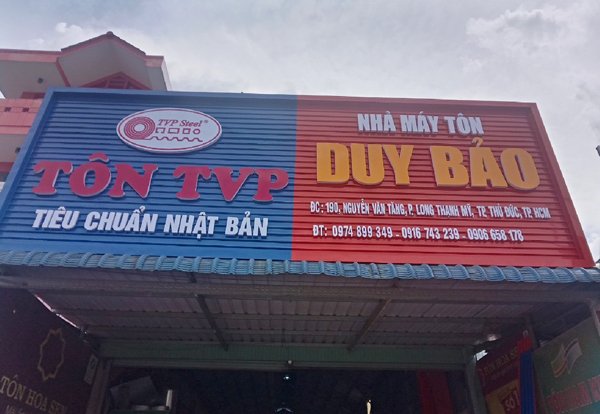 TVP Steel®
TÔN TVP
TIÊU CHUẨN NHẬT BẢN
NHÀ MÁY TÔN
DUY BẢO
ĐC : 190, NGUYỄN VĂN TĂNG, P. LONG THẠNH MỸ, TP. THỦ ĐỨC, TP. HCM
ĐT: 0974 899 349 - 0916 743 239 - 0906 658 178
TÔN HOA SEN